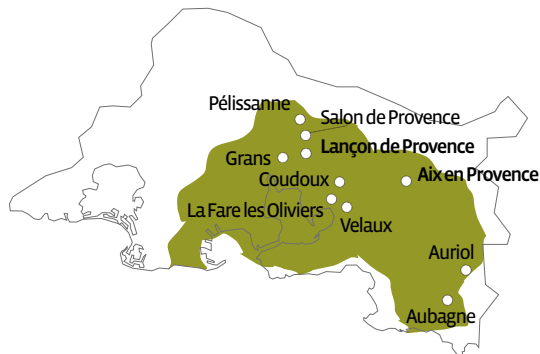 Pélissanne
Salon de Provence
Lançon de Provence
Grans
Coudoux
Aix en Provence
La Fare les Oliviers
Velaux
Auriol
Aubagne